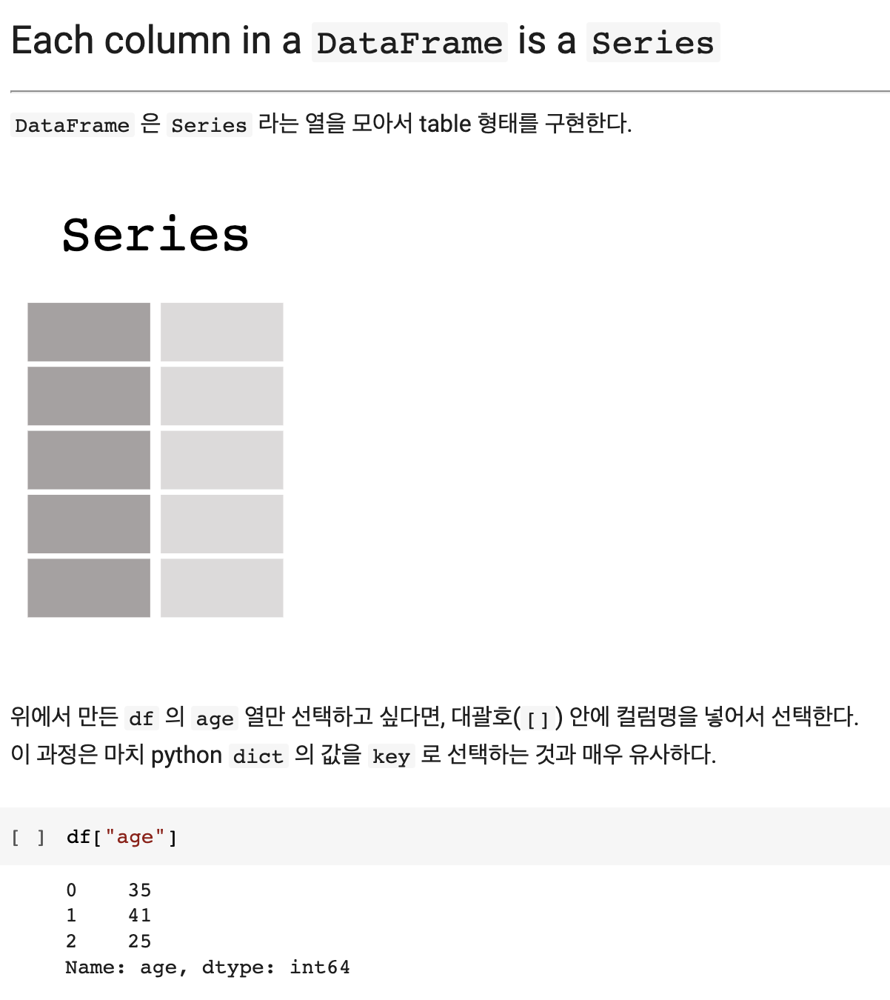 Each column in a DataFrame is a Series
DataFrame 은 Series 라는 열을 모아서 table 형태를 구현한다.
Series
위에서 만든 df 의 age 열만 선택하고 싶다면, 대괄호([]) 안에 컬럼명을 넣어서 선택한다.
이 과정은 마치 python dict 의 값을 key 로 선택하는 것과 매우 유사하다.
[ ] df["age"]
0    35
1    41
2    25
Name: age, dtype: int64